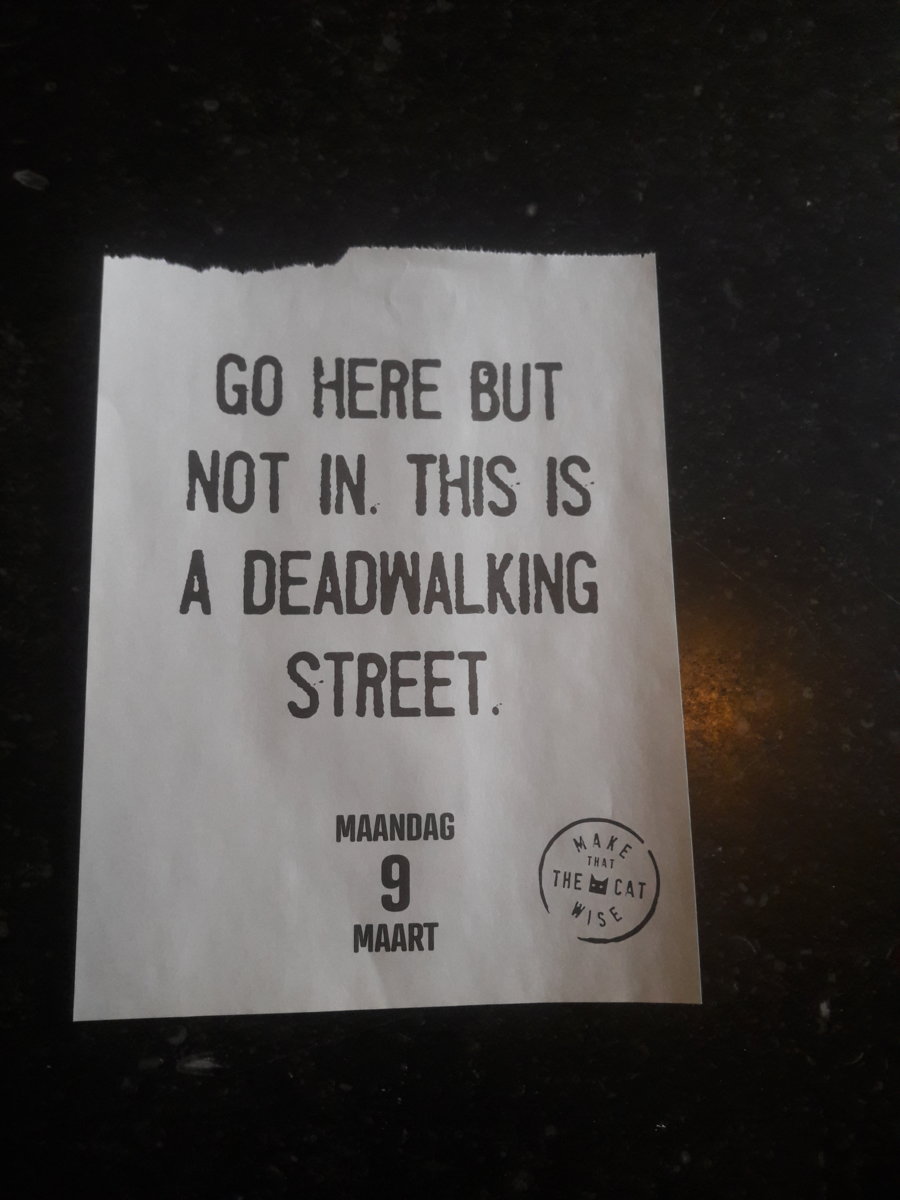 GO HERE BUT
NOT IN. THIS IS
A DEADWALKING
STREET.
MAANDAG
9
MAART
MAKE
THAT
THE CAT
WISE